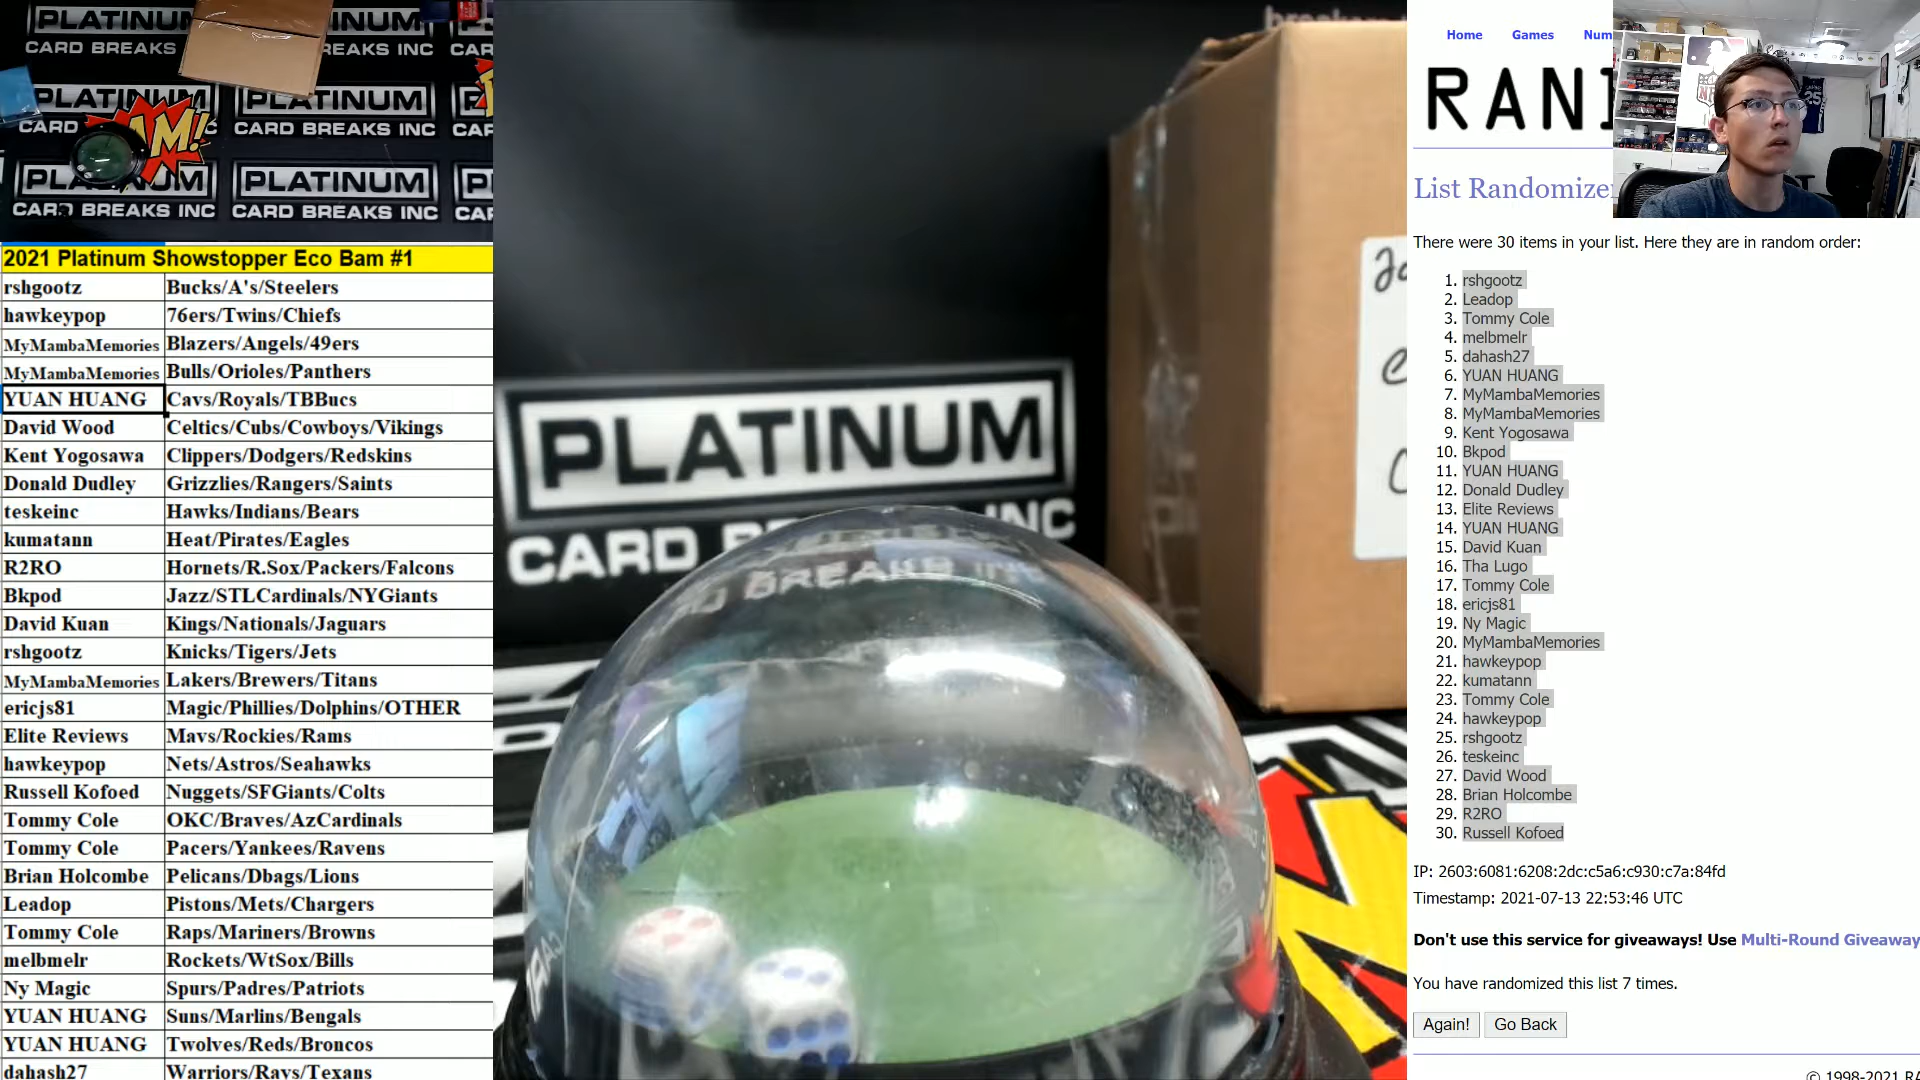 PLATINUM
CARD BREAKS INC
CARD BREAKS INC
CAR
PLATINUM
PLATINUM
CARD
AM!
CARD BREAKS INC
CA
PLATINUM
P
CARD BREAKS INC
CARD BREAKS INC
CA
2021 Platinum Showstopper Eco Bam #1
rshgootz Bucks/A's/Steelers
hawkeypop 76ers/Twins/Chiefs
MyMambaMemories Blazers/Angels/49ers
MyMambaMemories Bulls/Orioles/Panthers
YUAN HUANG Cavs/Royals/TBBucs
David Wood Celtics/Cubs/Cowboys/Vikings
Kent Yogosawa Clippers/Dodgers/Redskins
Donald Dudley Grizzlies/Rangers/Saints
teskeinc Hawks/Indians/Bears
kumatann Heat/Pirates/Eagles
R2RO Hornets/R.Sox/Packers/Falcons
Bkpod Jazz/STLCardinals/NYGiants
David Kuan Kings/Nationals/Jaguars
rshgootz Knicks/Tigers/Jets
MyMambaMemories Lakers/Brewers/Titans
ericjs81 Magic/Phillies/Dolphins/OTHER
Elite Reviews Mavs/Rockies/Rams
hawkeypop Nets/Astros/Seahawks
Russell Kofoed Nuggets/SFGiants/Colts
Tommy Cole OKC/Braves/AzCardinals
Tommy Cole Pacers/Yankees/Ravens
Brian Holcombe Pelicans/Dbags/Lions
Leadop Pistons/Mets/Chargers
Tommy Cole Raps/Mariners/Browns
melbmelr Rockets/WtSox/Bills
Ny Magic Spurs/Padres/Patriots
YUAN HUANG Suns/Marlins/Bengals
YUAN HUANG Twolves/Reds/Broncos
dahash27 Warriors/Rays/Texans
PLATINUM
CARD BREAKS INC
Home Games Num
RAN
List Randomizer
25
There were 30 items in your list. Here they are in random order:
1. rshgootz
2. Leadop
3. Tommy Cole
4. melbmelr
5. dahash27
6. YUAN HUANG
7. MyMambaMemories
8. MyMambaMemories
9. Kent Yogosawa
10. Bkpod
11. YUAN HUANG
12. Donald Dudley
13. Elite Reviews
14. YUAN HUANG
15. David Kuan
16. Tha Lugo
17. Tommy Cole
18. ericjs81
19. Ny Magic
20. MyMambaMemories
21. hawkeypop
22. kumatann
23. Tommy Cole
24. hawkeypop
25. rshgootz
26. teskeinc
27. David Wood
28. Brian Holcombe
29. R2RO
30. Russell Kofoed
IP: 2603:6081:6208:2dc:c5a6:c930:c7a:84fd
Timestamp: 2021-07-13 22:53:46 UTC
Don't use this service for giveaways! Use Multi-Round Giveaway
You have randomized this list 7 times.
Again! Go Back
© 1998-2021 RA